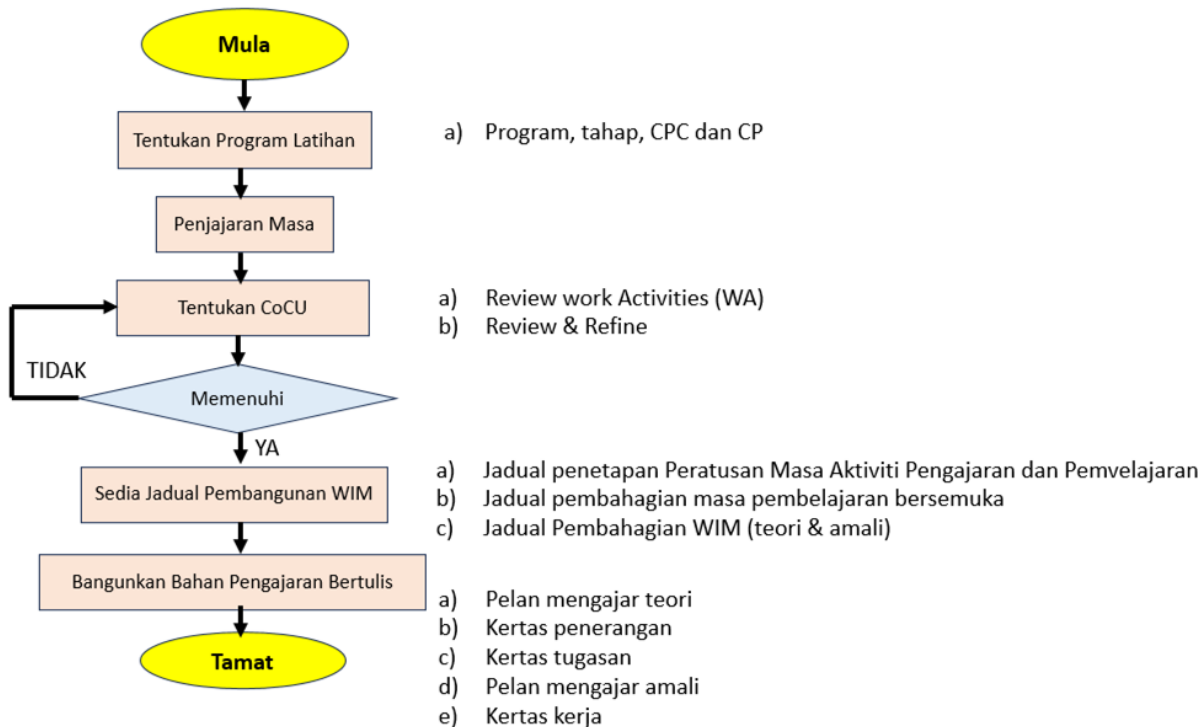 Mula
Tentukan Program Latihan
a) Program, tahap, CPC dan CP
Penjajaran Masa
Tentukan CoCU
a) Review work Activities (WA)
b) Review & Refine
TIDAK
Memenuhi
YA
Sedia Jadual Pembangunan WIM
a) Jadual penetapan Peratusan Masa Aktiviti Pengajaran dan Pemvelajaran
b) Jadual pembahagian masa pembelajaran bersemuka
c) Jadual Pembahagian WIM (teori & amali)
Bangunkan Bahan Pengajaran Bertulis
a) Pelan mengajar teori
b) Kertas penerangan
c) Kertas tugasan
d) Pelan mengajar amali
e) Kertas kerja
Tamat